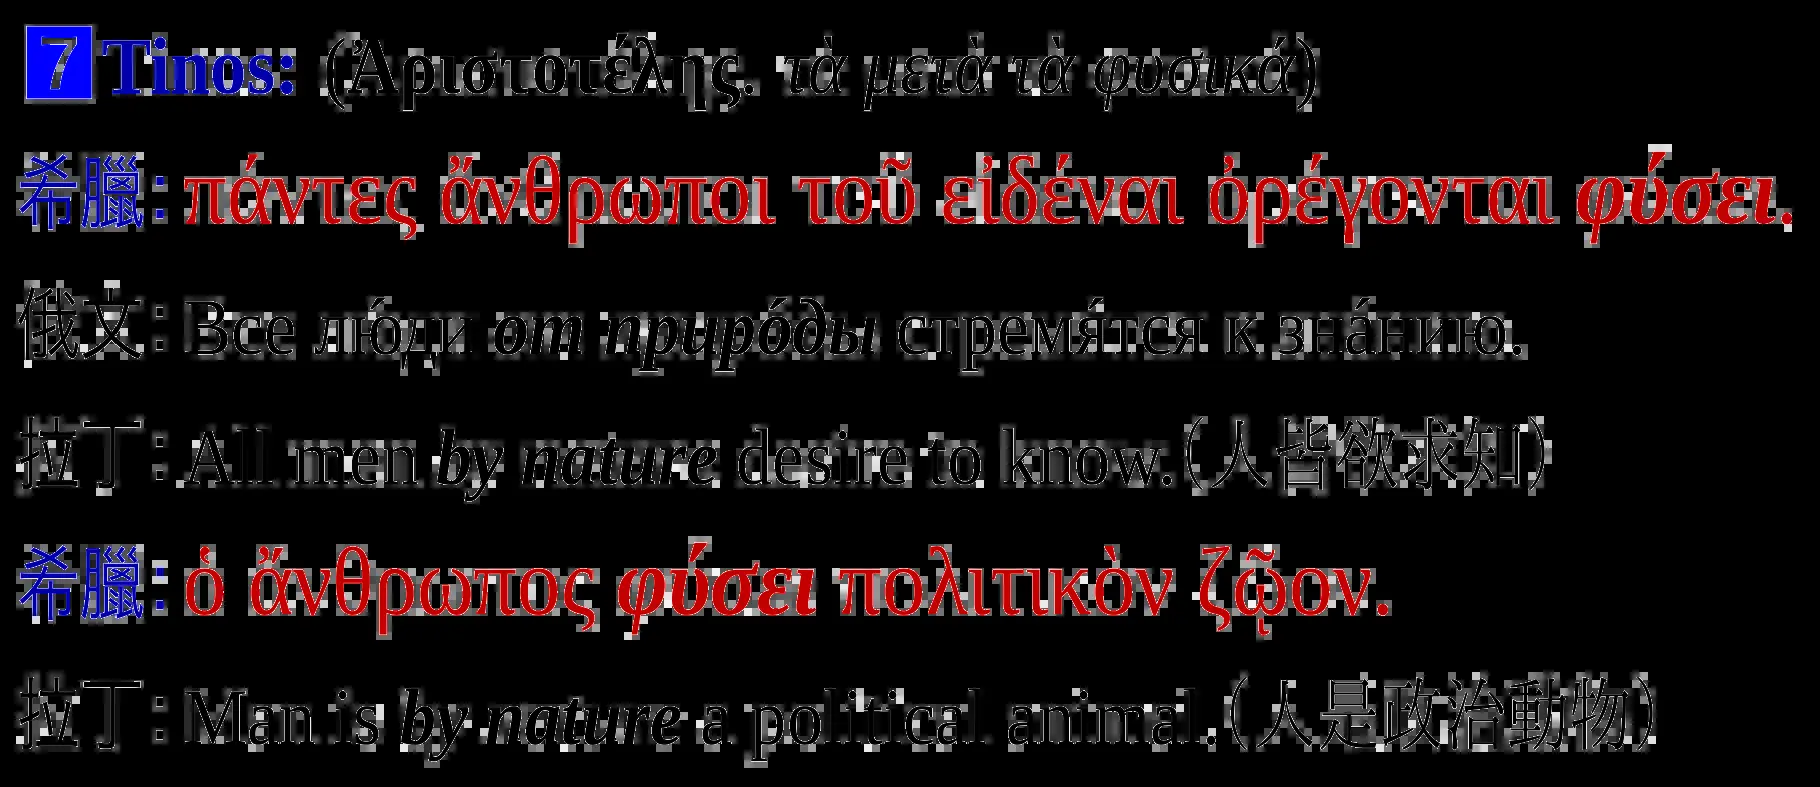 7 Tinos: (Ἀριστοτέλης. τὰ μετὰ τὰ φυσικά)
希臘:πάντες ἄνθρωποι τοῦ εἰδέναι ὀρέγονται φύσει.
俄文:Все лю́ди от приро́ды стремя́тся к зна́нию.
拉丁:All men by nature desire to know.(人皆欲求知)
希臘:ὁ ἄνθρωπος φύσει πολιτικὸν ζῷον.
拉丁:Man is by nature a political animal.(人是政治動物)